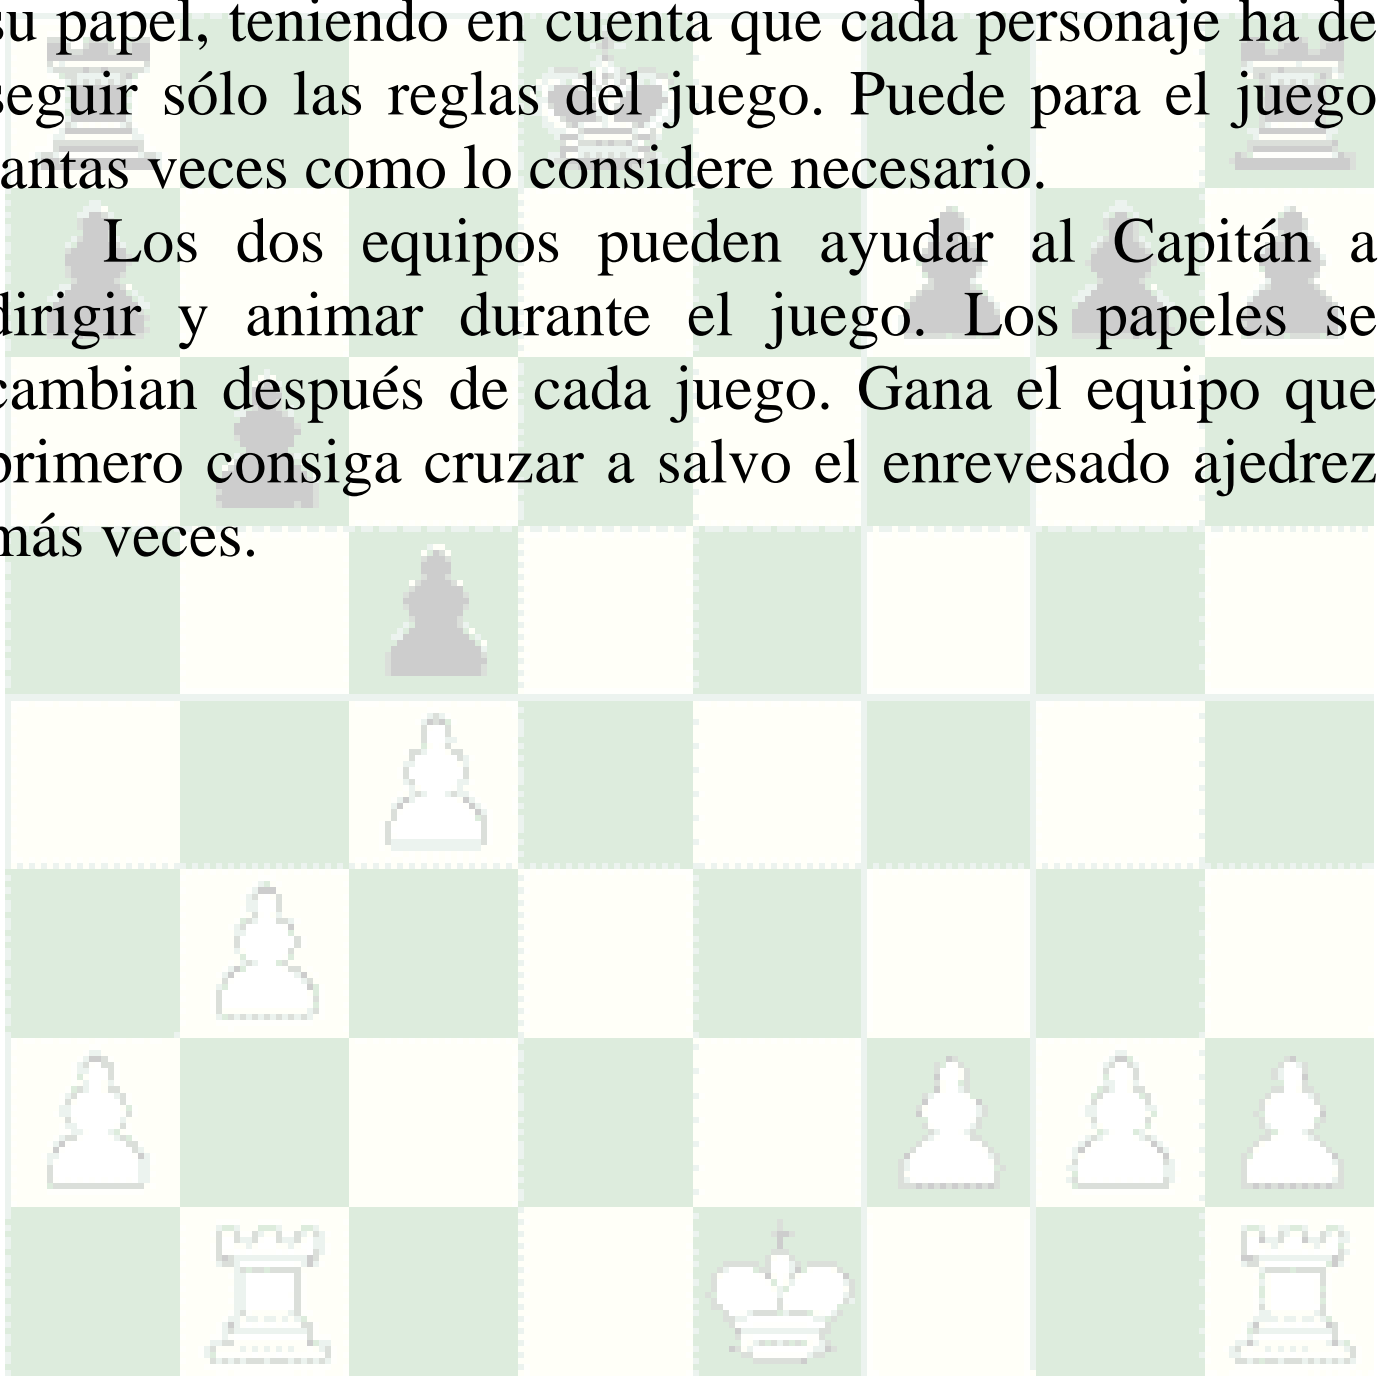 su papel, teniendo en cuenta que cada personaje ha de
seguir sólo las reglas del juego. Puede para el juego
tantas veces como lo considere necesario.
Los dos equipos pueden ayudar al Capitán a
dirigir y animar durante el juego. Los papeles se
cambian después de cada juego. Gana el equipo que
primero consiga cruzar a salvo el enrevesado ajedrez
más veces.